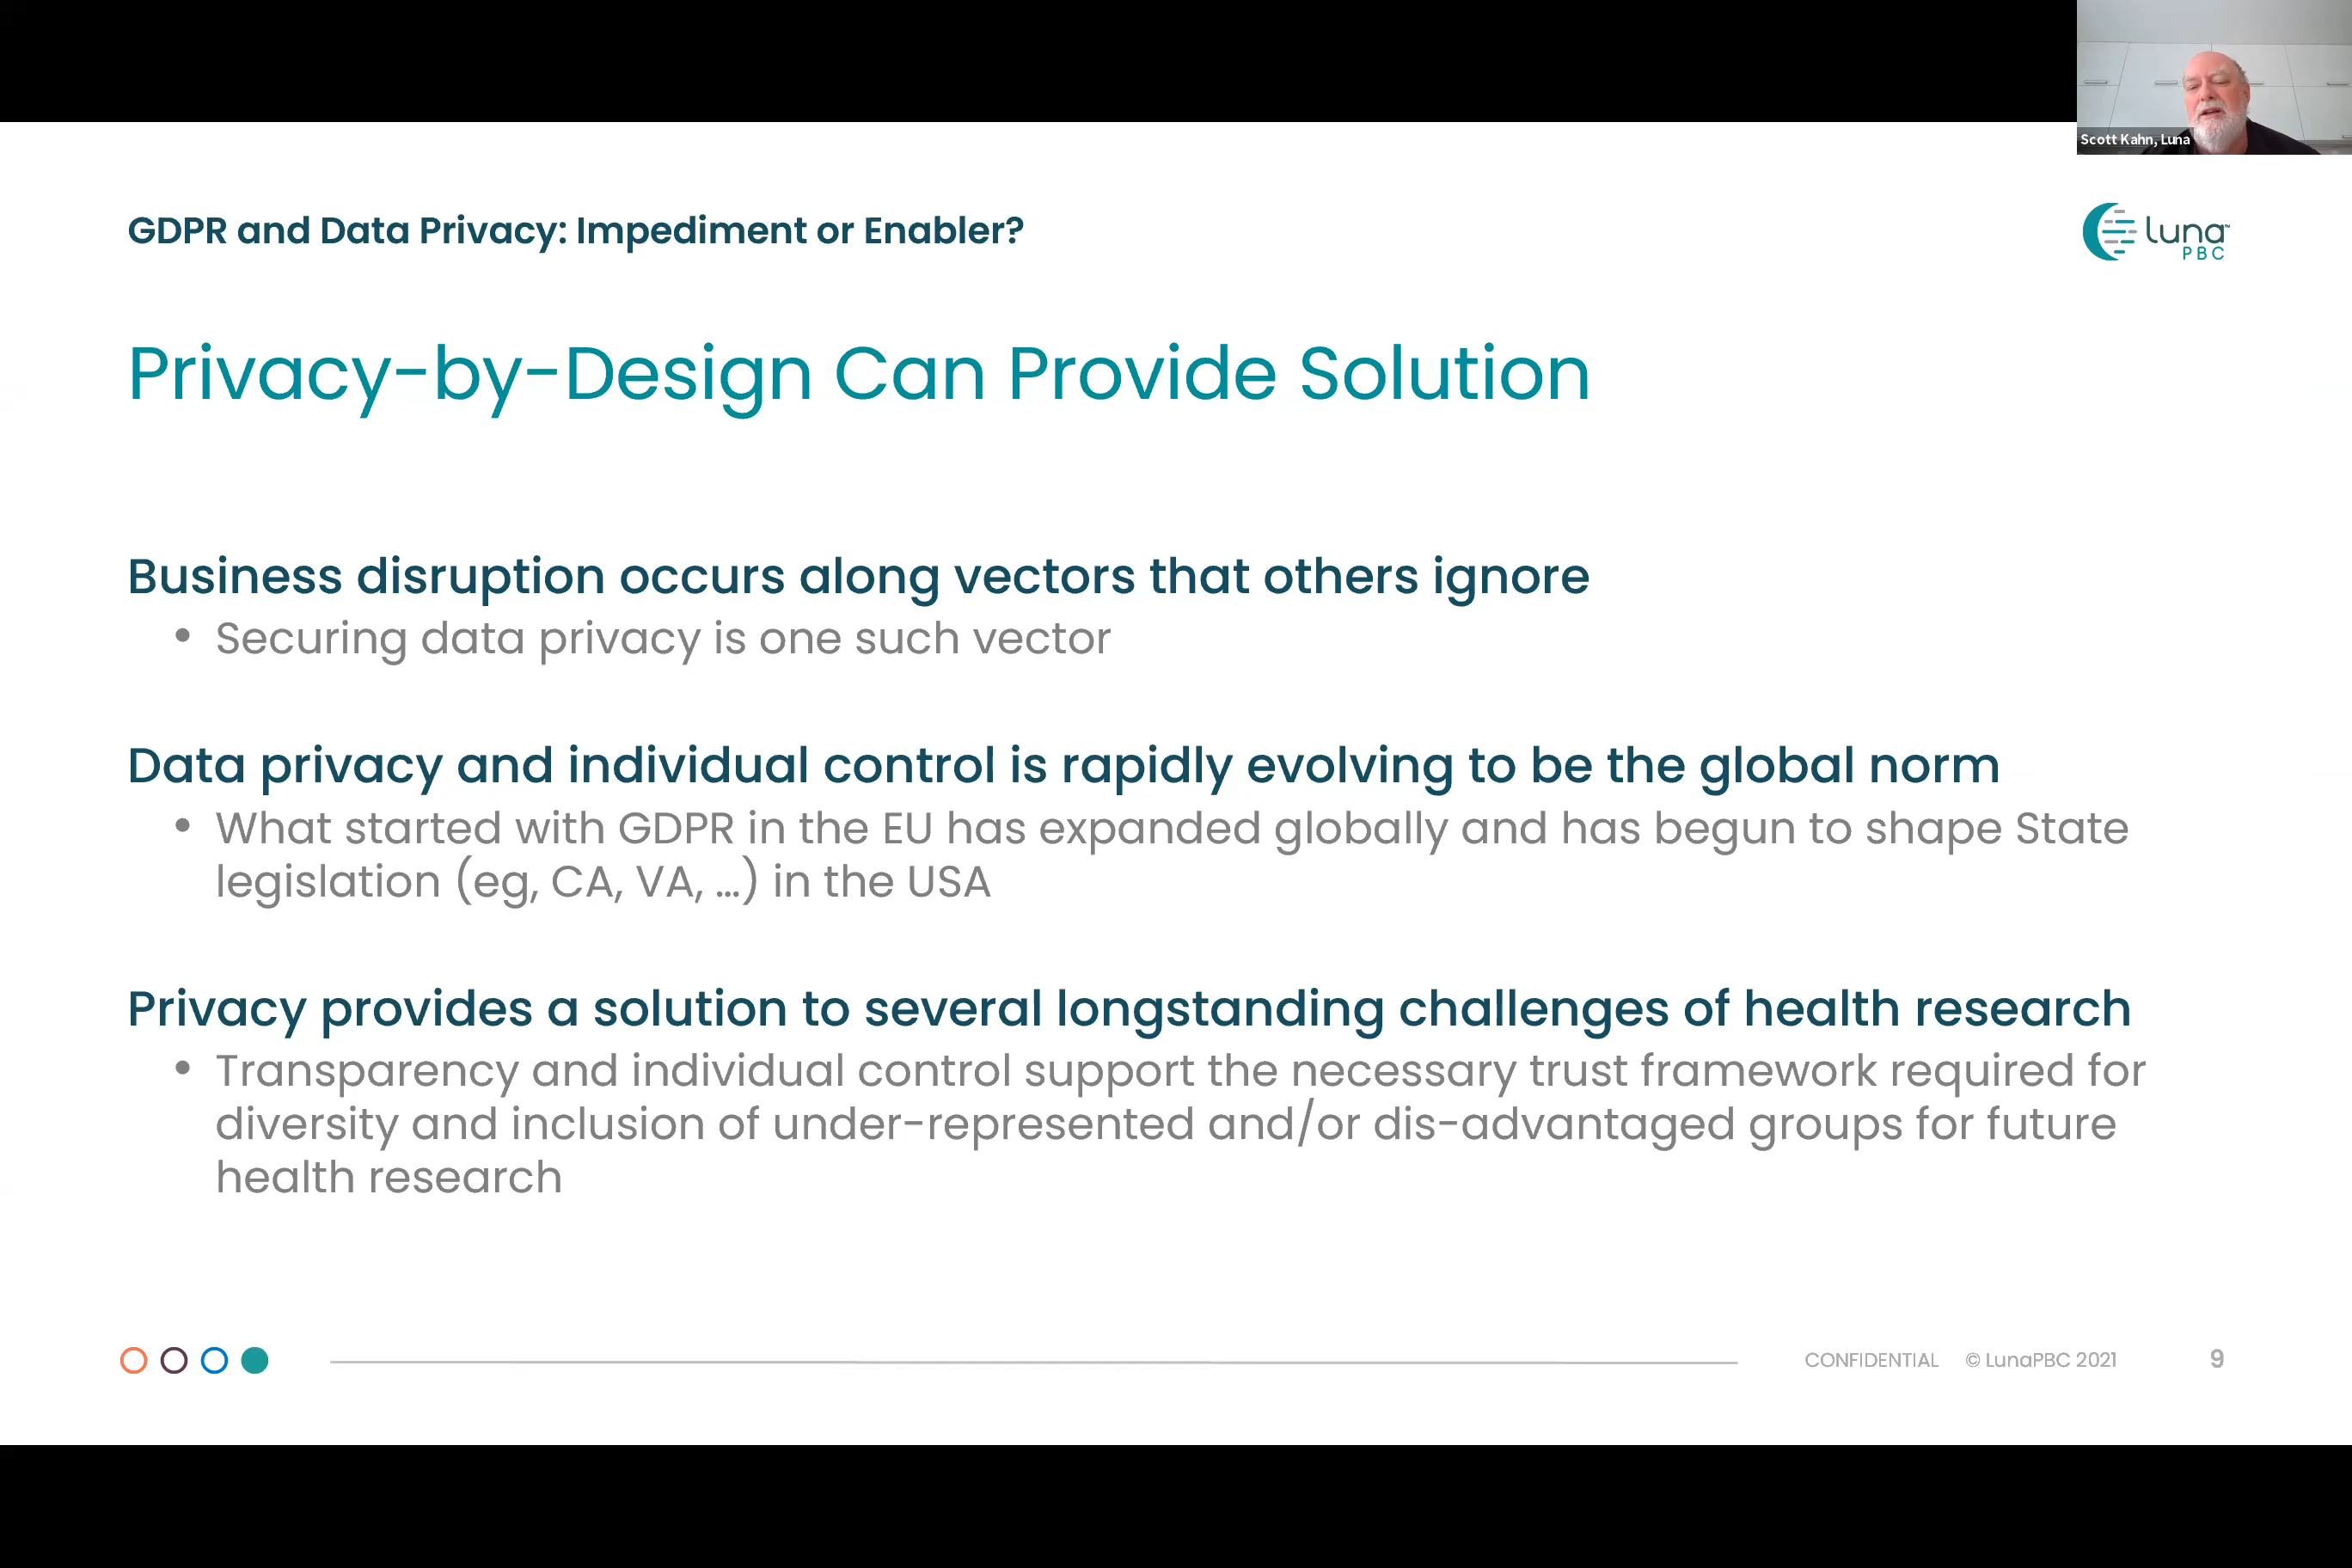 Scott Kahn, Luna
GDPR and Data Privacy: Impediment or Enabler?
luna™
PBC
Privacy-by-Design Can Provide Solution
Business disruption occurs along vectors that others ignore
• Securing data privacy is one such vector
Data privacy and individual control is rapidly evolving to be the global norm
• What started with GDPR in the EU has expanded globally and has begun to shape State
legislation (eg, CA, VA, …) in the USA
Privacy provides a solution to several longstanding challenges of health research
• Transparency and individual control support the necessary trust framework required for
diversity and inclusion of under-represented and/or dis-advantaged groups for future
health research
CONFIDENTIAL © LunaPBC 2021 9